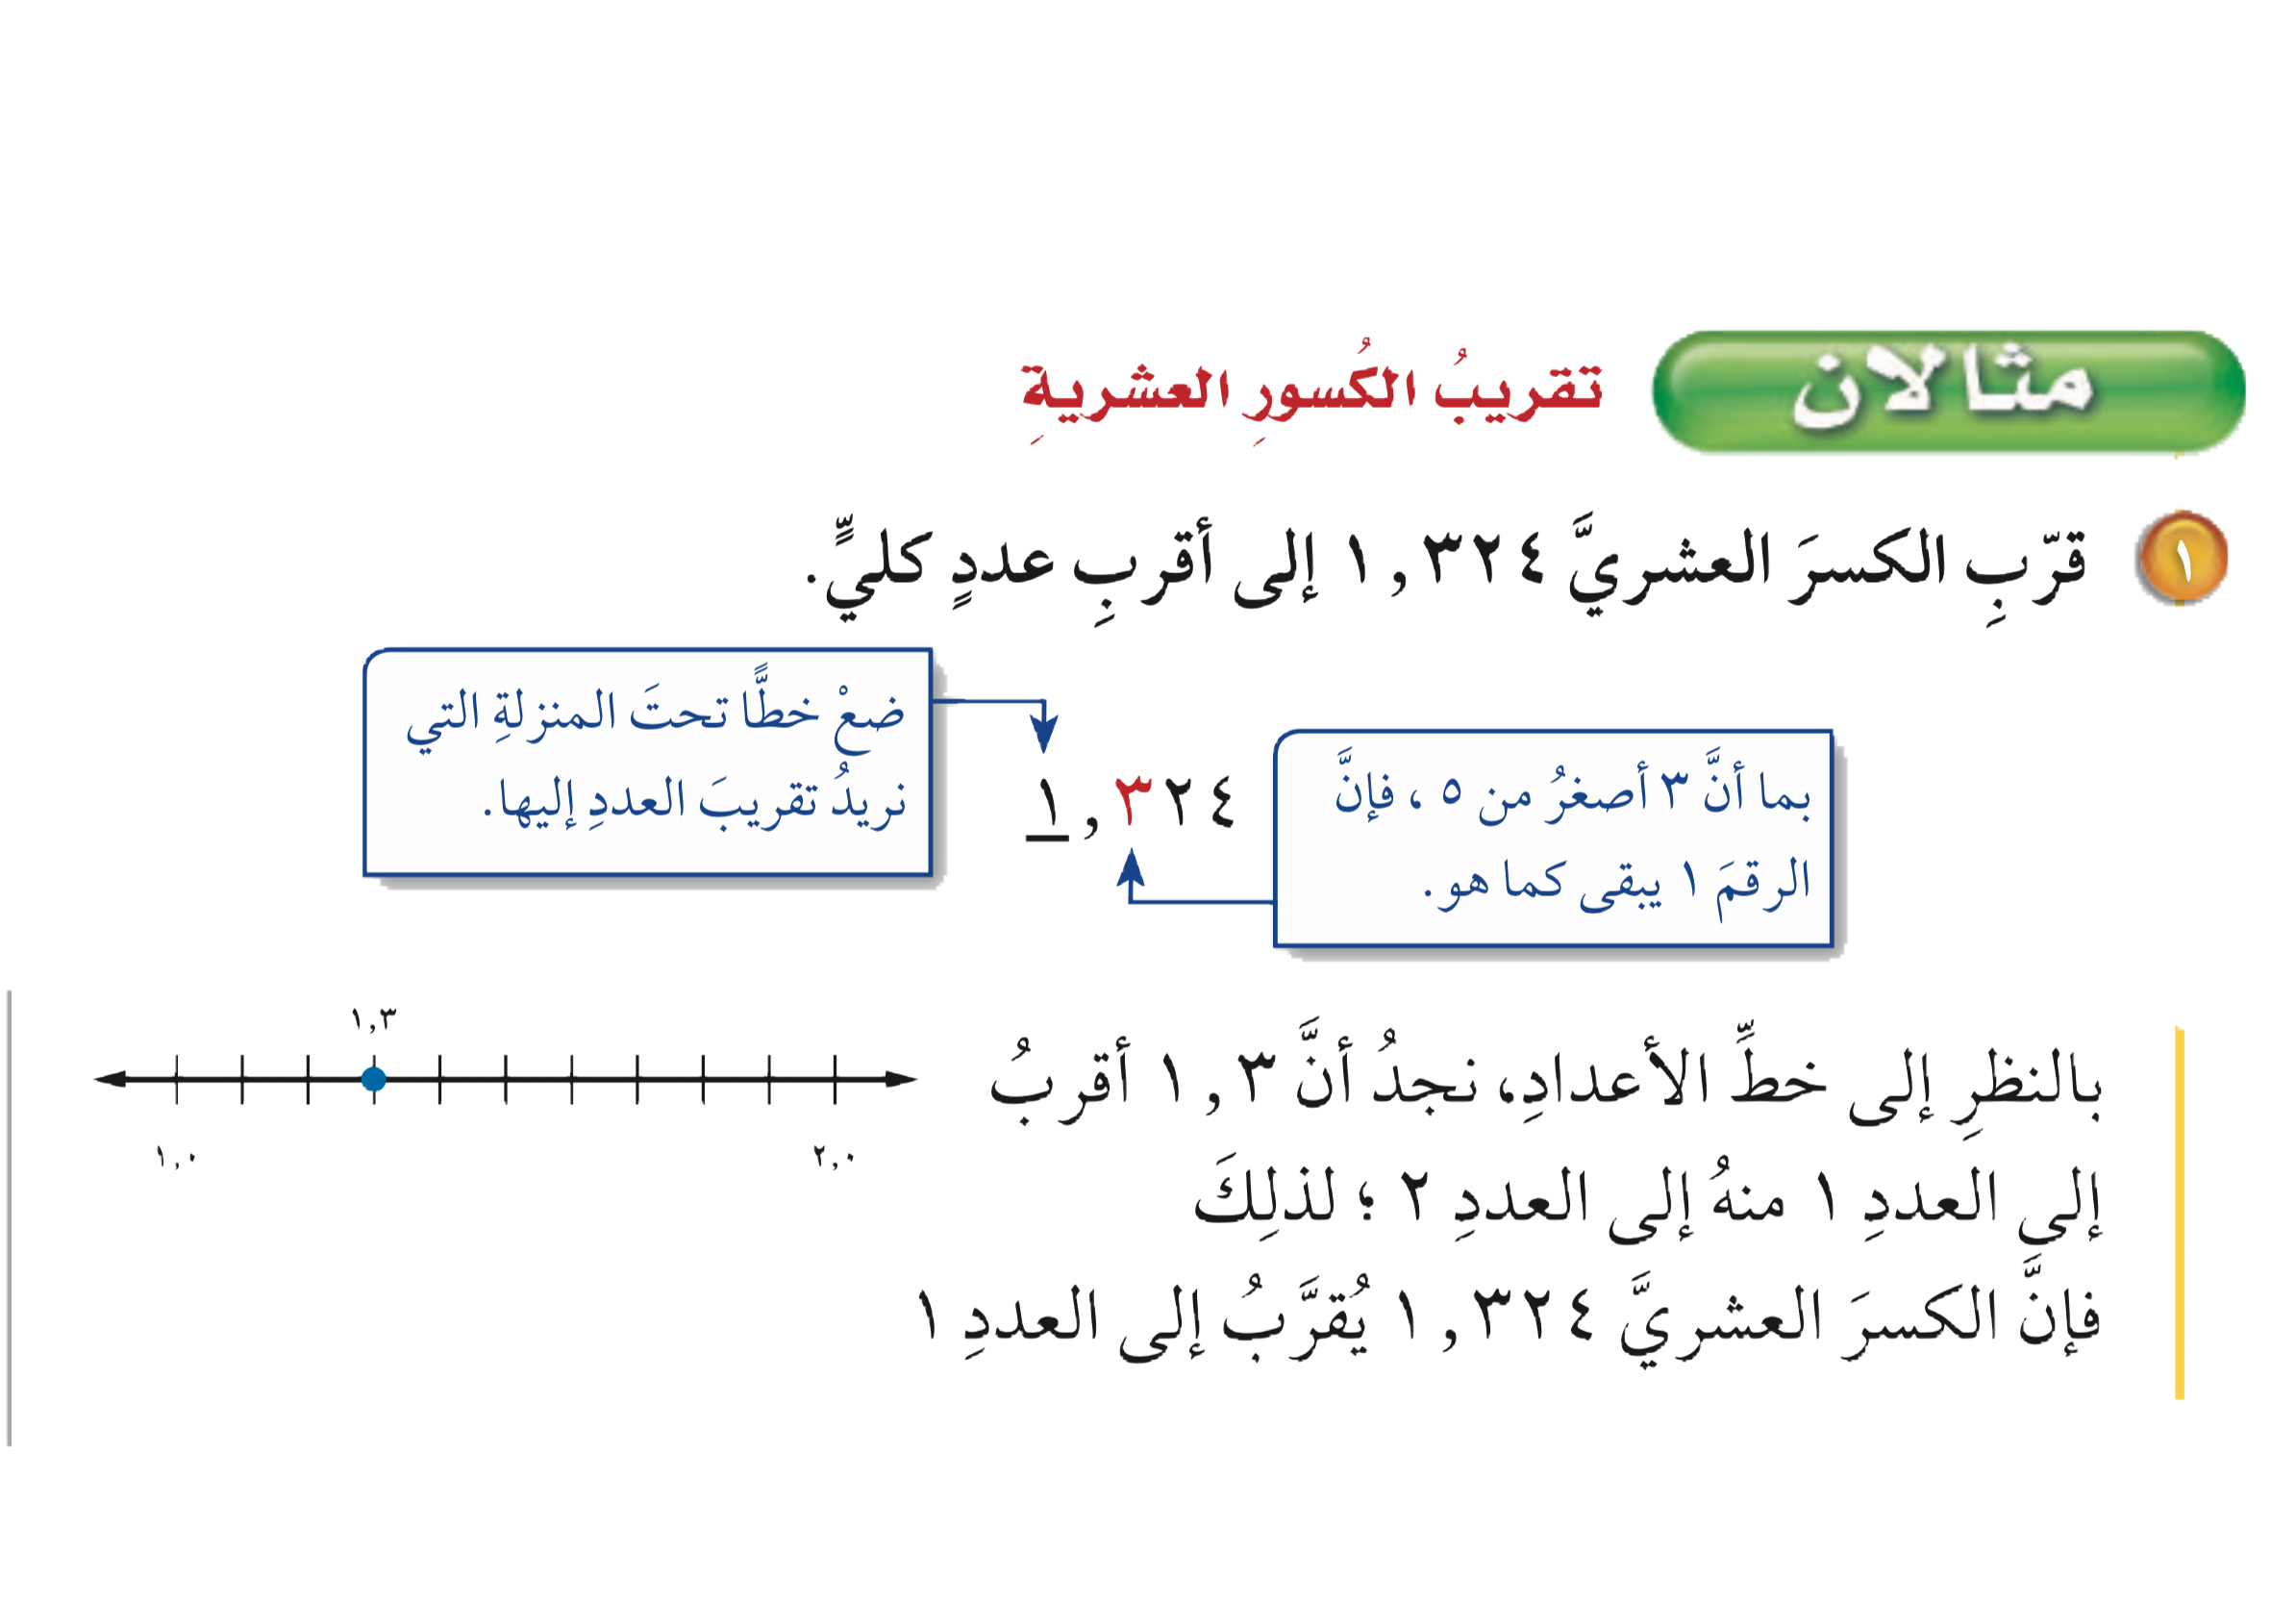 مثالان
تقريبُ الكُسورِ العشريةِ
١ قرّبِ الكسرَ العشريَّ ١,٣٢٤ إلى أقربِ عددٍ كليٍّ.
ضعْ خطًّا تحتَ المنزلةِ التي
نريدُ تقريبَ العددِ إليها.
١,٣٢٤
بما أنَّ ٣ أصغرُ من ٥ ، فإنَّ
الرقمَ ١ يبقى كما هو.
بالنظرِ إلى خطِّ الأعدادِ، نجدُ أنَّ ١,٣ أقربُ
إلى العددِ ١ منهُ إلى العددِ ٢ ؛ لذلِكَ
فإنَّ الكسرَ العشريَّ ١,٣٢٤ يُقرَّبُ إلى العددِ ١
١,٣
١,٠
٢,٠